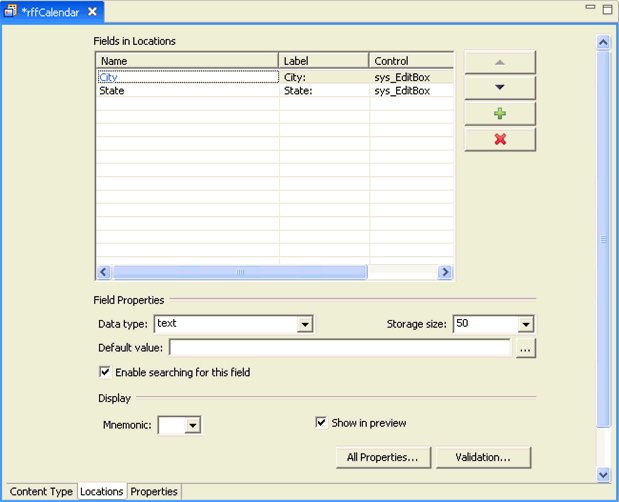 *rffCalendar
Fields in Locations
Name Label Control
City City: sys_EditBox
State State: sys_EditBox
Field Properties
Data type: text Storage size: 50
Default value: ...
Enable searching for this field
Display
Mnemonic: Show in preview
All Properties... Validation...
Content Type Locations Properties